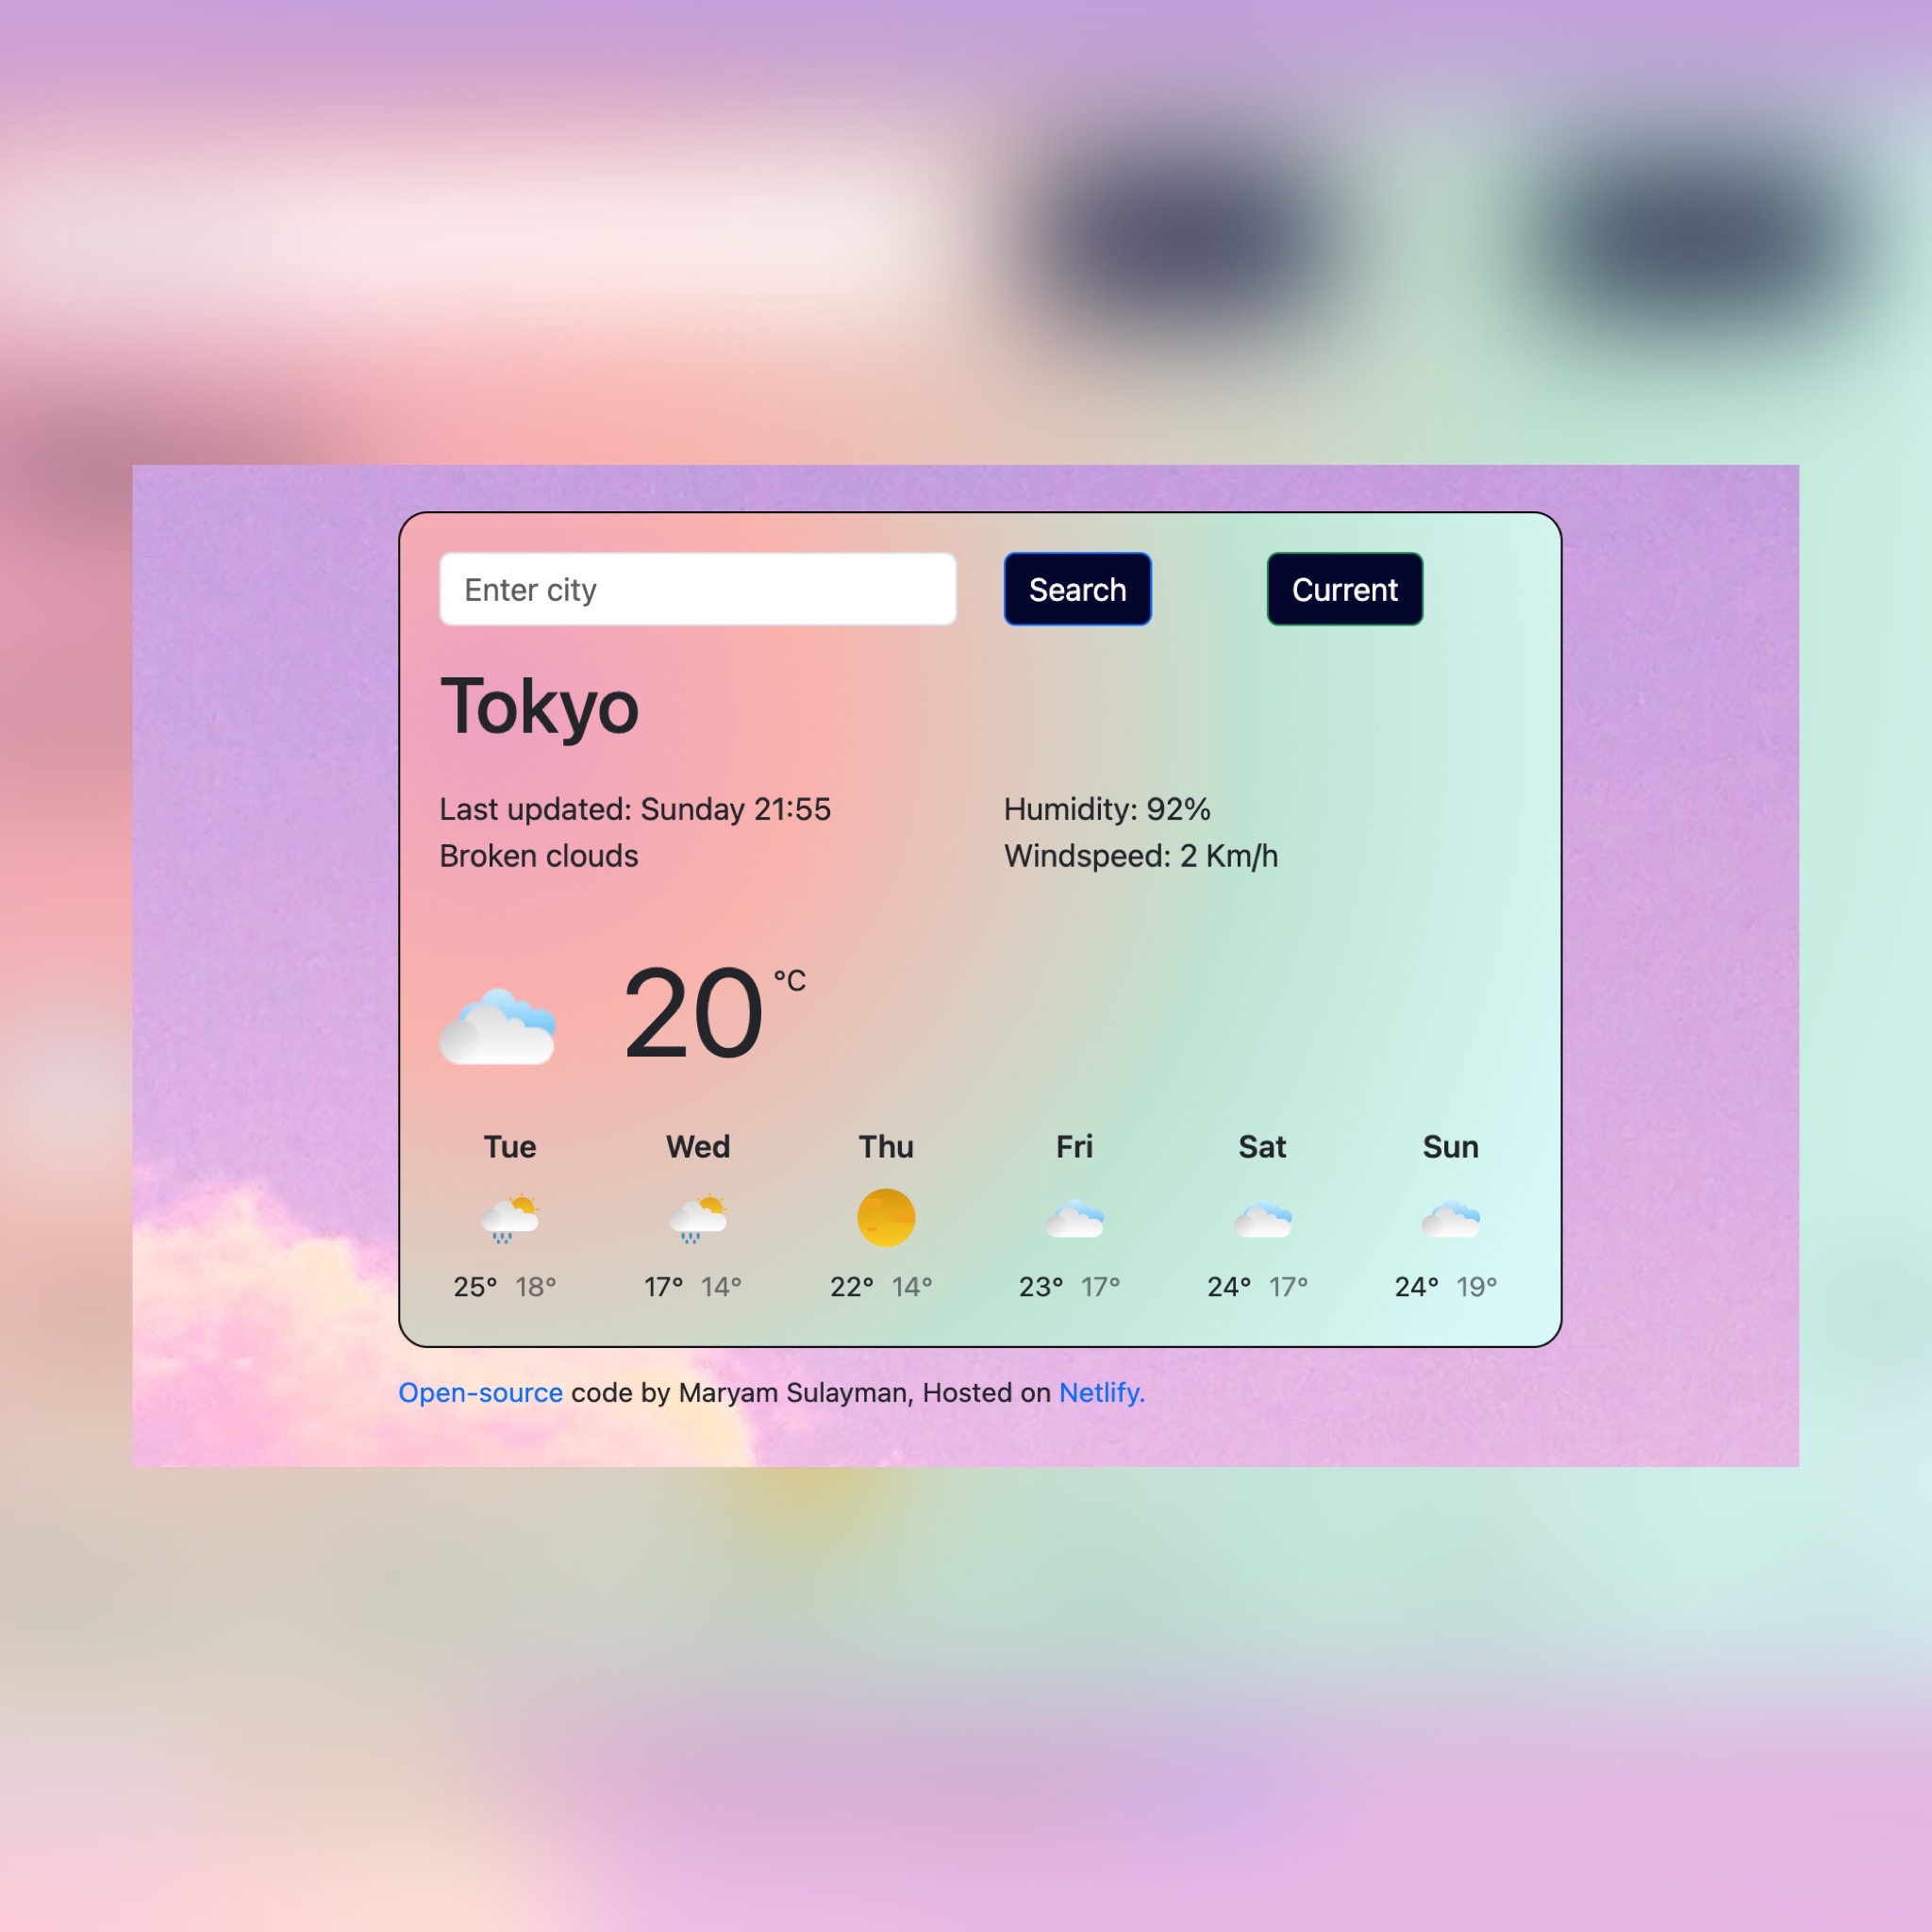 Enter city
Search
Current
Tokyo
Last updated: Sunday 21:55
Humidity: 92%
Broken clouds
Windspeed: 2 Km/h
20 °C
Tue Wed Thu Fri Sat Sun
25° 18° 17° 14° 22° 14° 23° 17° 24° 17° 24° 19°
Open-source code by Maryam Sulayman, Hosted on Netlify.